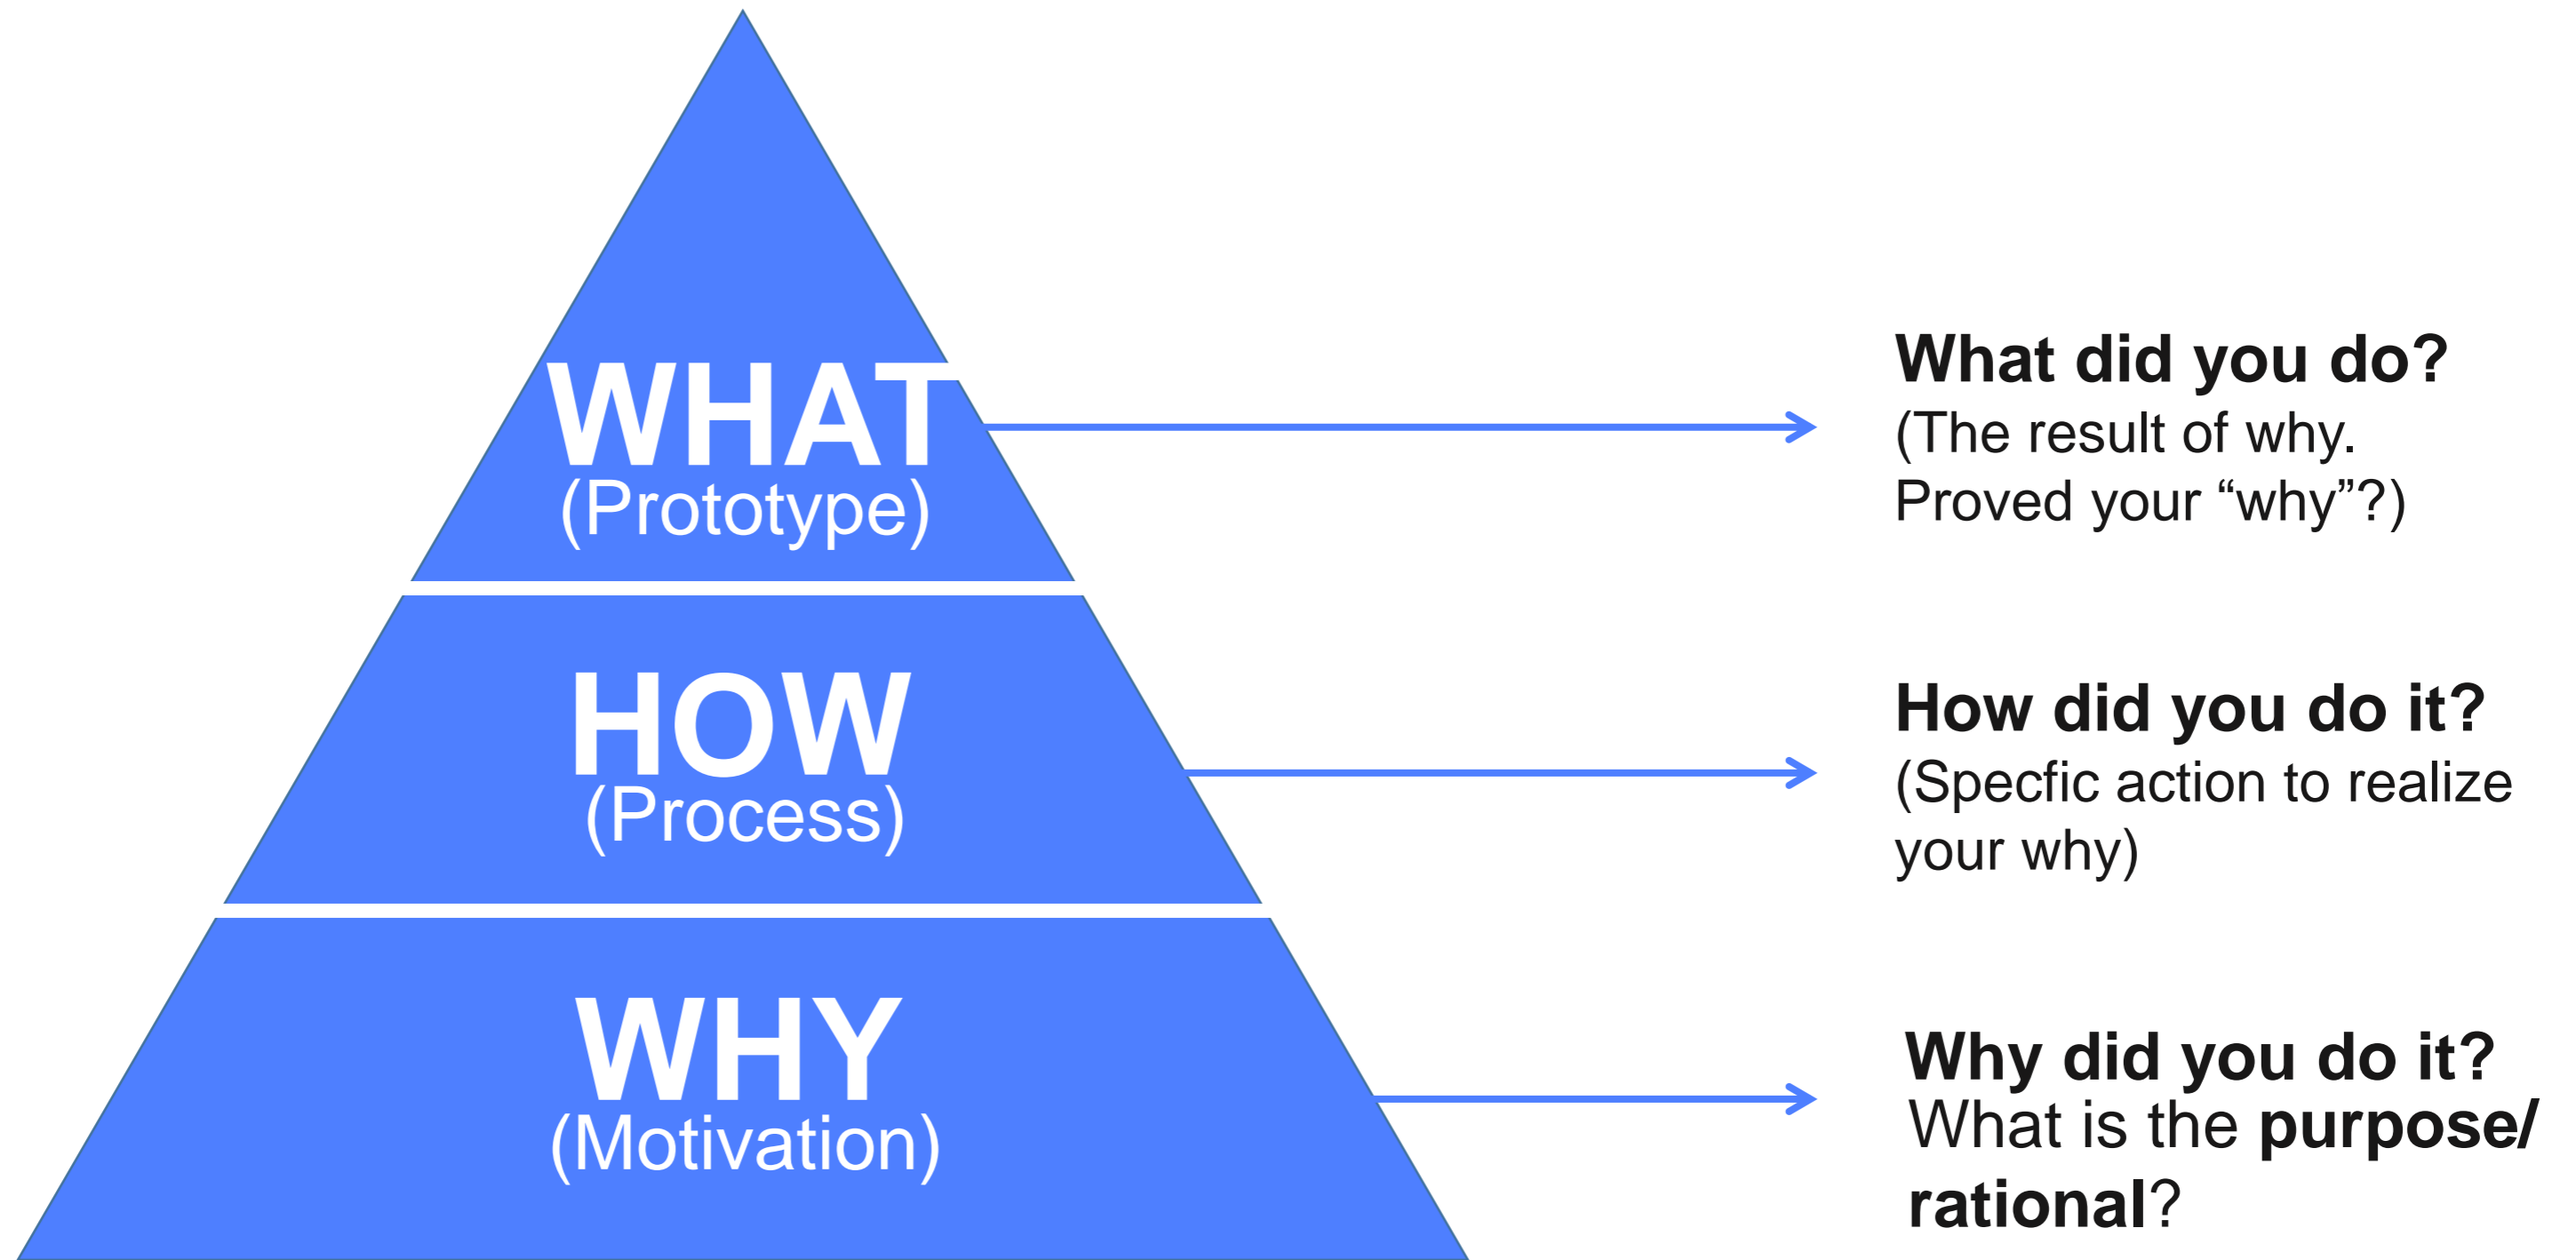 WHAT
(Prototype)
What did you do?
(The result of why.
Proved your “why”?)
HOW
(Process)
How did you do it?
(Specfic action to realize
your why)
WHY
(Motivation)
Why did you do it?
What is the purpose/
rational?